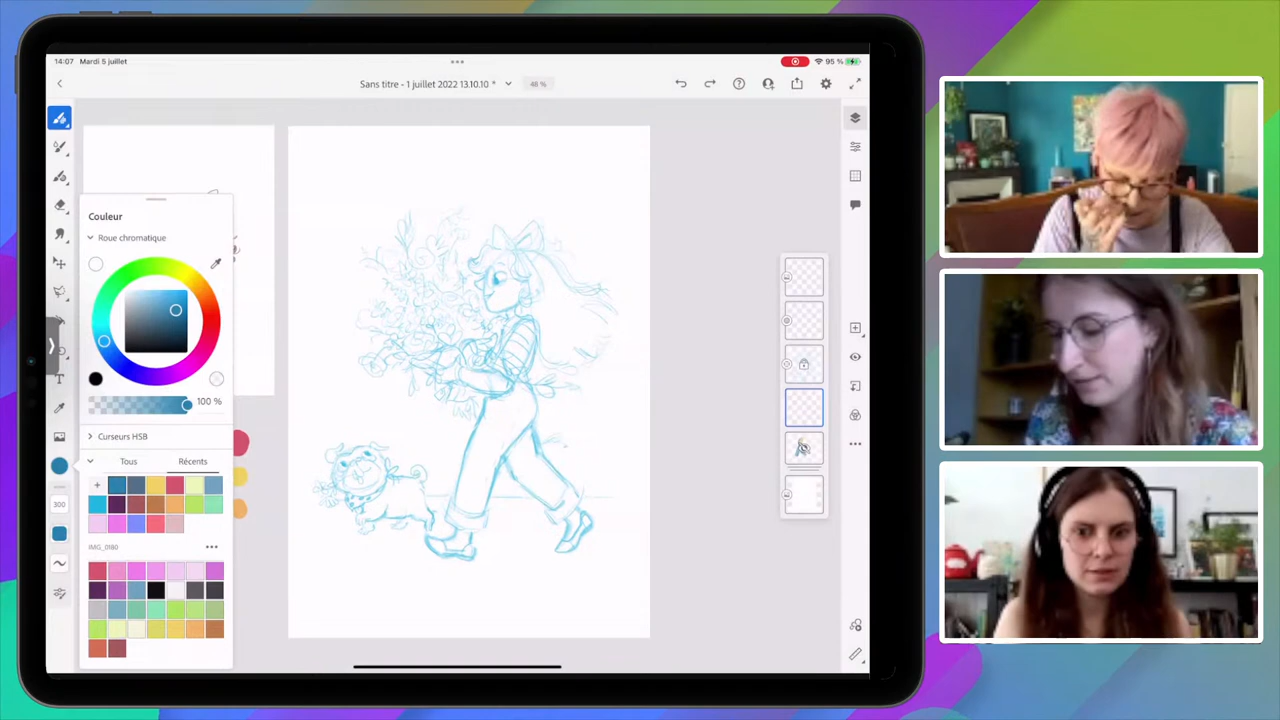 14:07 Mardi 5 juillet
95 %
Sans titre - 1 juillet 2022 13.10.10 *
48 %
Couleur
Roue chromatique
100 %
Curseurs HSB
Tous
Récents
300
IMG_0180
T